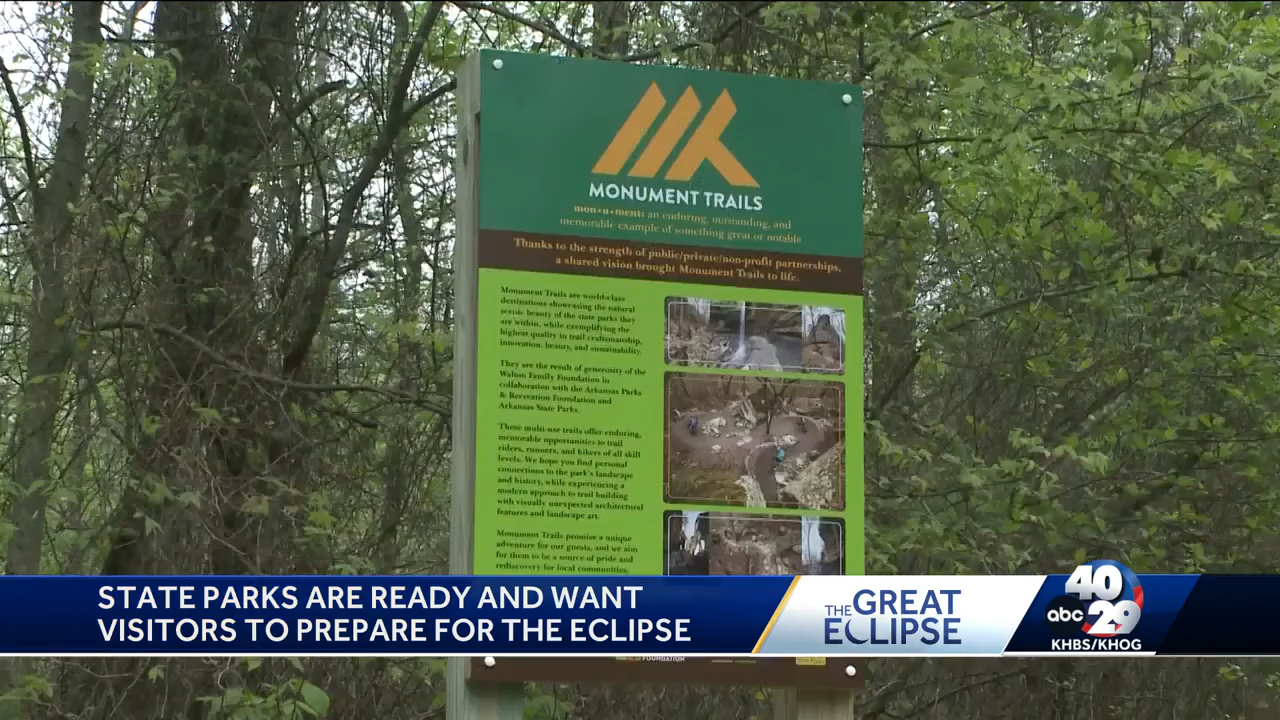 MONUMENT TRAILS
mon•u•ment: an enduring, outstanding, and
memorable example of something great or notable
Thanks to the strength of public/private/non-profit partnerships,
a shared vision brought Monument Trails to life.
Monument Trails are world-class
destinations showcasing the natural
scenic beauty of the state parks they
are within, while exemplifying the
highest quality in trail craftsmanship,
innovation, beauty, and sustainability.
They are the result of generosity of the
Walton Family Foundation in
collaboration with the Arkansas Parks
& Recreation Foundation and
Arkansas State Parks.
These multi-use trails offer enduring,
memorable opportunities to trail
riders, runners, and hikers of all skill
levels. We hope you find personal
connections to the park's landscape
and history, while experiencing a
modern approach to trail building
with visually unexpected architectural
features and landscape art.
Monument Trails promise a unique
adventure for our guests, and we aim
for them to be a source of pride and
rediscovery for local communities.
STATE PARKS ARE READY AND WANT
VISITORS TO PREPARE FOR THE ECLIPSE
THE GREAT
ECLIPSE
abc 40
29
KHBS/KHOG
FOUNDATION